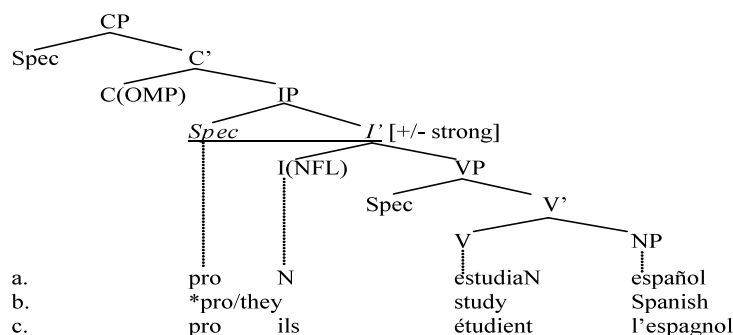 CP
Spec C’
C(OMP) IP
Spec I’ [+/- strong]
I(NFL) VP
Spec V’
V NP
a. pro N estudiaN español
b. *pro/they study Spanish
c. pro ils étudient l’espagnol